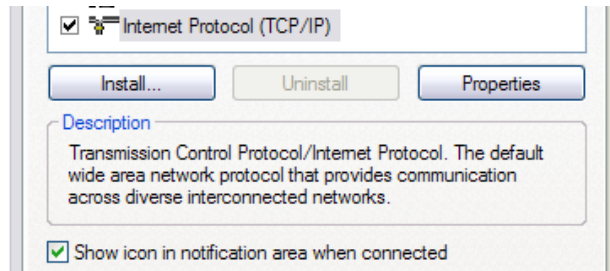 Internet Protocol (TCP/IP)
Install... Uninstall Properties
Description
Transmission Control Protocol/Internet Protocol. The default
wide area network protocol that provides communication
across diverse interconnected networks.
Show icon in notification area when connected